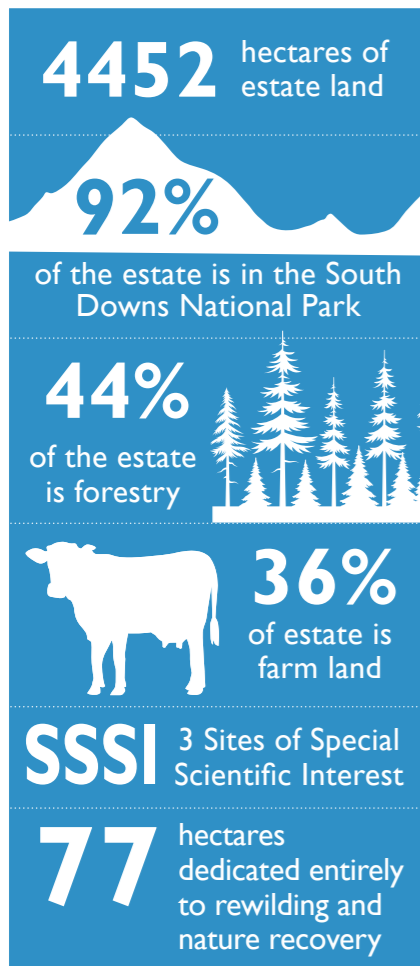 4452
hectares of
estate land
92%
of the estate is in the South
Downs National Park
44%
of the estate
is forestry
36%
of estate is
farm land
SSSI
3 Sites of Special
Scientific Interest
77
hectares
dedicated entirely
to rewilding and
nature recovery